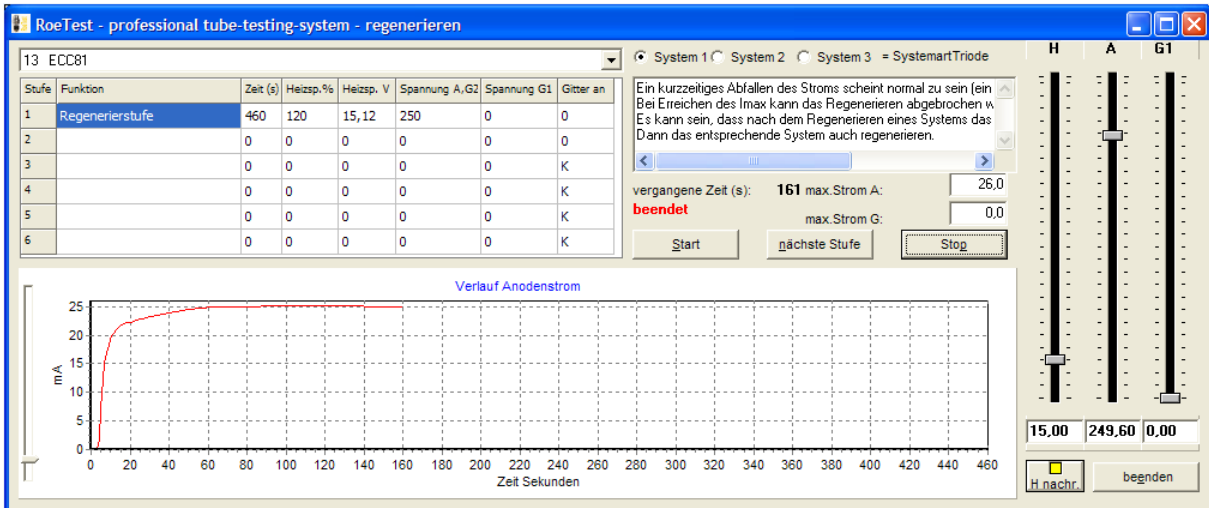 RoeTest - professional tube-testing-system - regenerieren
13 ECC81
System 1 System 2 System 3 = SystemartTriode
H A G1
Stufe Funktion Zeit (s) Heizsp.% Heizsp. V Spannung A,G2 Spannung G1 Gitter an
1 Regenerierstufe 460 120 15,12 250 0 0
2 0 0 0 0 0 0
3 0 0 0 0 0 K
4 0 0 0 0 0 K
5 0 0 0 0 0 K
6 0 0 0 0 0 K
Ein kurzzeitiges Abfallen des Stroms scheint normal zu sein (ein
Bei Erreichen des Imax kann das Regenerieren abgebrochen w
Es kann sein, dass nach dem Regenerieren eines Systems das
Dann das entsprechende System auch regenerieren.
vergangene Zeit (s): 161 max.Strom A: 26,0
beendet max.Strom G: 0,0
Start nächste Stufe Stop
Verlauf Anodenstrom
25
20
15
10
5
0
mA
0 20 40 60 80 100 120 140 160 180 200 220 240 260 280 300 320 340 360 380 400 420 440 460
Zeit Sekunden
15,00 249,60 0,00
H nachr. beenden